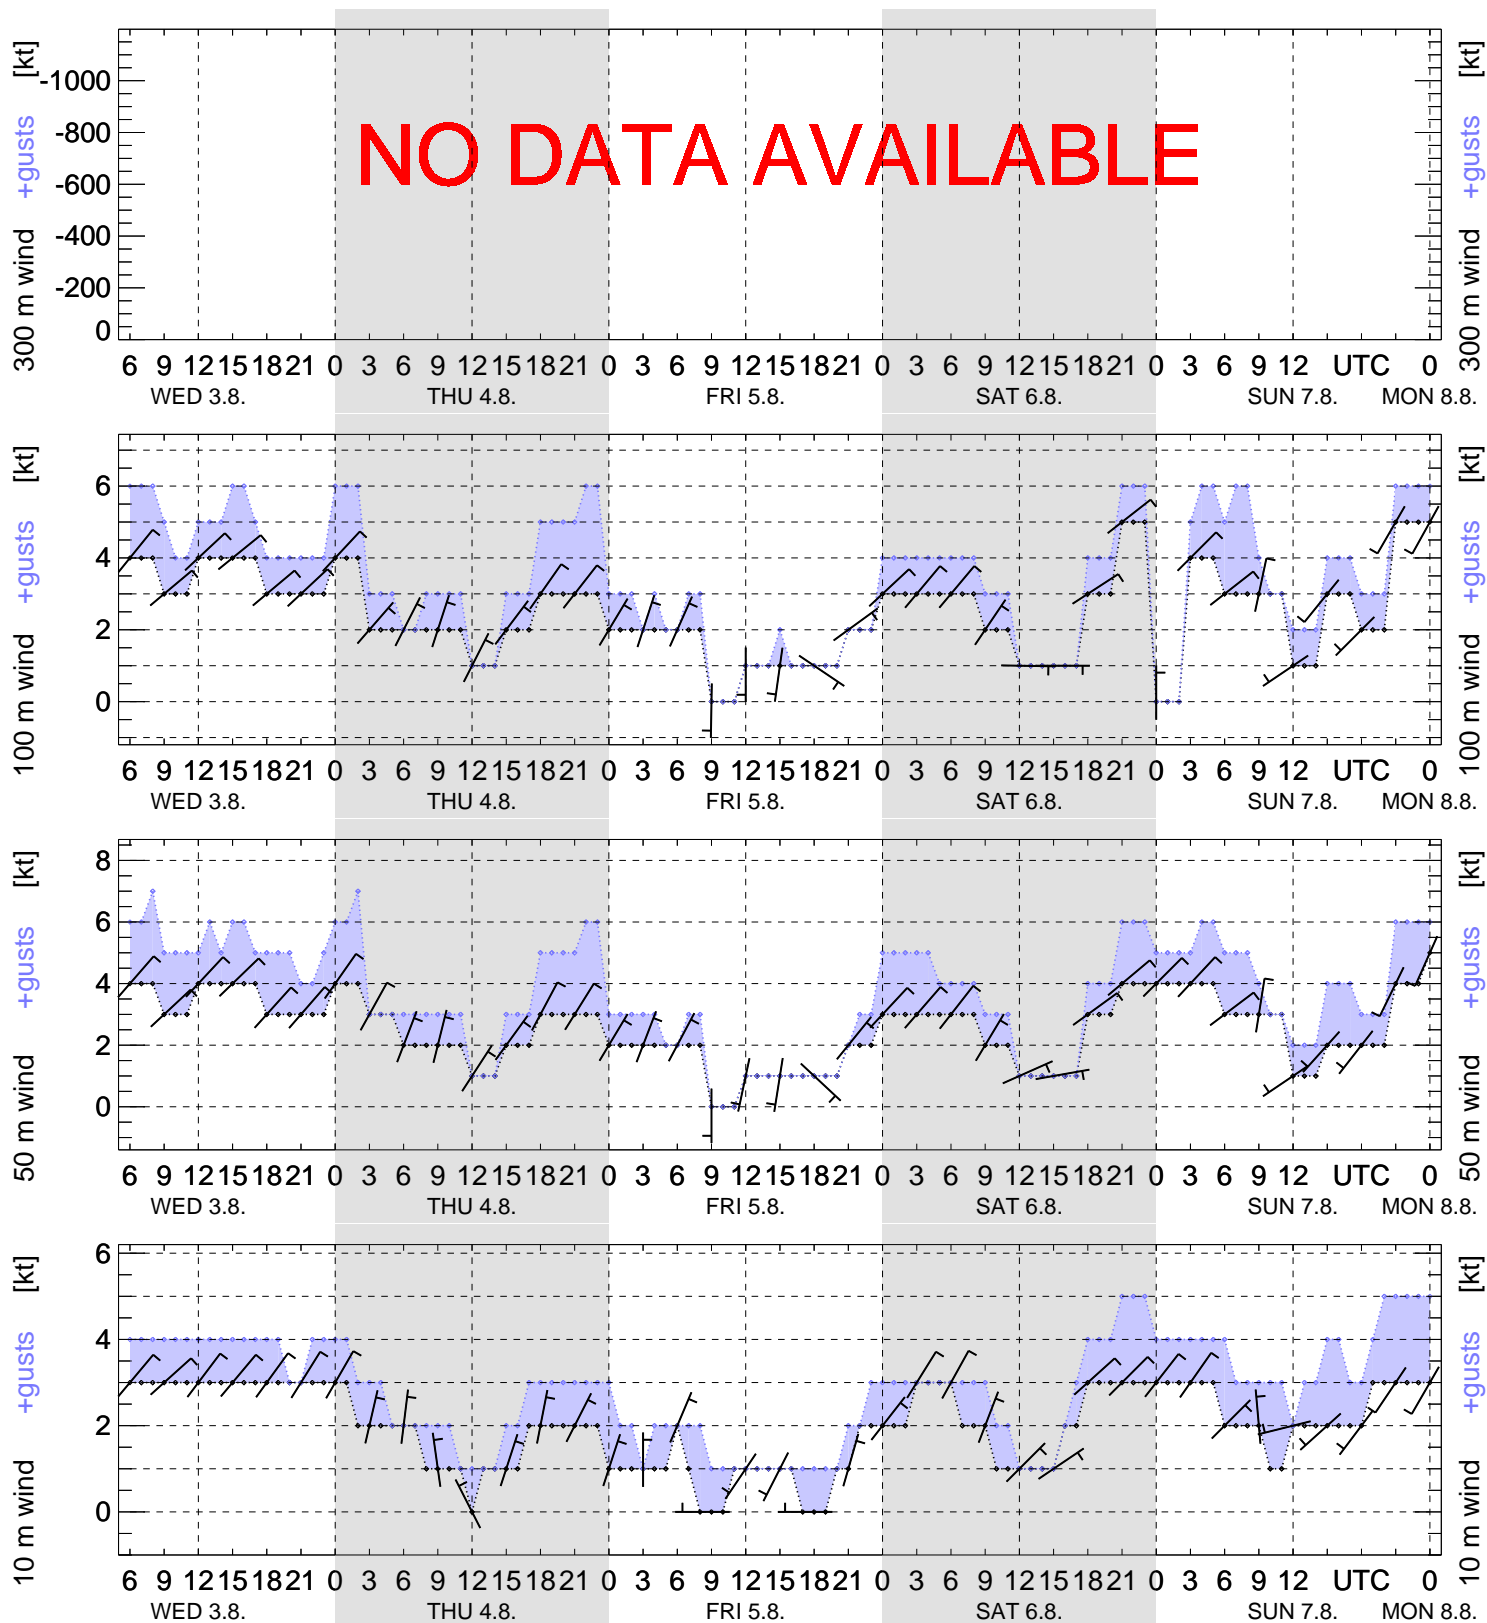 300 m wind +gusts [kt]
-1000
-800
-600
-400
-200
0
NO DATA AVAILABLE
300 m wind +gusts [kt]
6 9 12 15 18 21 0 3 6 9 12 15 18 21 0 3 6 9 12 15 18 21 0 3 6 9 12 15 18 21 0 3 6 9 12 UTC 0
WED 3.8. THU 4.8. FRI 5.8. SAT 6.8. SUN 7.8. MON 8.8.
100 m wind +gusts [kt]
6
4
2
0
100 m wind +gusts [kt]
6 9 12 15 18 21 0 3 6 9 12 15 18 21 0 3 6 9 12 15 18 21 0 3 6 9 12 15 18 21 0 3 6 9 12 UTC 0
WED 3.8. THU 4.8. FRI 5.8. SAT 6.8. SUN 7.8. MON 8.8.
50 m wind +gusts [kt]
8
6
4
2
0
50 m wind +gusts [kt]
6 9 12 15 18 21 0 3 6 9 12 15 18 21 0 3 6 9 12 15 18 21 0 3 6 9 12 15 18 21 0 3 6 9 12 UTC 0
WED 3.8. THU 4.8. FRI 5.8. SAT 6.8. SUN 7.8. MON 8.8.
10 m wind +gusts [kt]
6
4
2
0
10 m wind +gusts [kt]
6 9 12 15 18 21 0 3 6 9 12 15 18 21 0 3 6 9 12 15 18 21 0 3 6 9 12 15 18 21 0 3 6 9 12 UTC 0
WED 3.8. THU 4.8. FRI 5.8. SAT 6.8. SUN 7.8. MON 8.8.